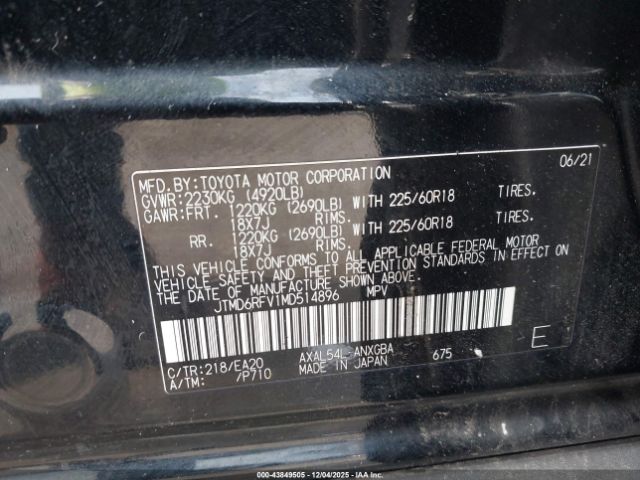 MFD.BY:TOYOTA MOTOR CORPORATION 06/21
GVWR:2230KG (4920LB)
GAWR:FRT. 1220KG (2690LB) WITH 225/60R18 TIRES.
18X7J RIMS.
RR. 1220KG (2690LB) WITH 225/60R18 TIRES.
18X7J RIMS.
THIS VEHICLE CONFORMS TO ALL APPLICABLE FEDERAL MOTOR
VEHICLE SAFETY AND THEFT PREVENTION STANDARDS IN EFFECT ON
THE DATE OF MANUFACTURE SHOWN ABOVE.
JTMD6RFV1MD514896 MPV
C/TR:218/EA20 AXAL54L-ANXGBA 675 E
A/TM: /P710 MADE IN JAPAN
000-43849505 - 12/04/2025 - IAAI, Inc.